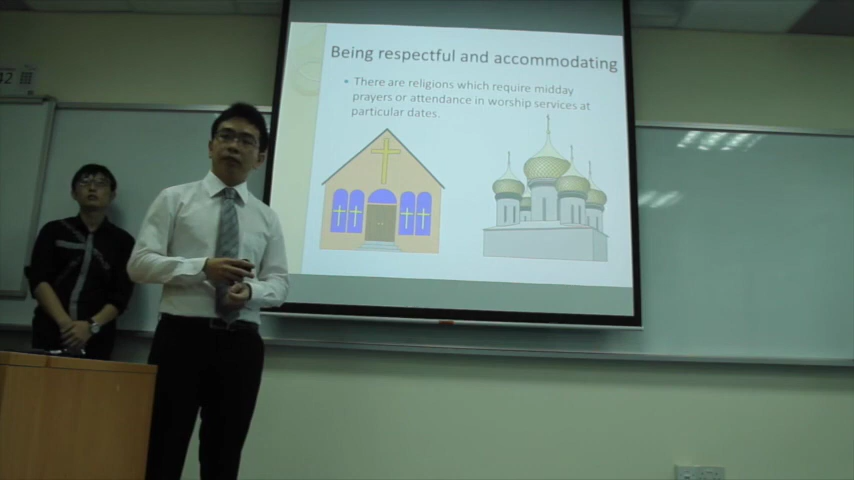 42
Being respectful and accommodating
There are religions which require midday
prayers or attendance in worship services at
particular dates.